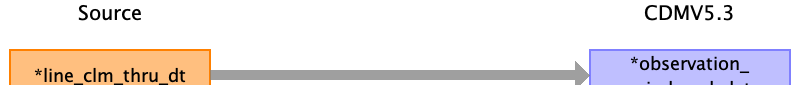 Source
CDMV5.3
*line_clm_thru_dt
*observation_